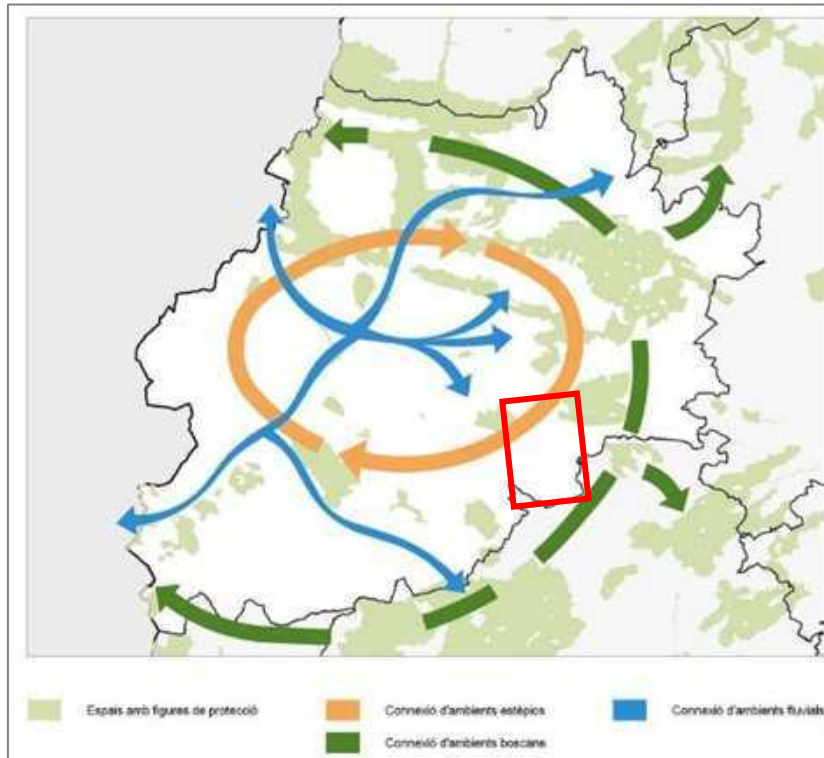 Espais amb figures de protecció
Connexió d'ambients estèpics
Connexió d'ambients fluvials
Connexió d'ambients boscans